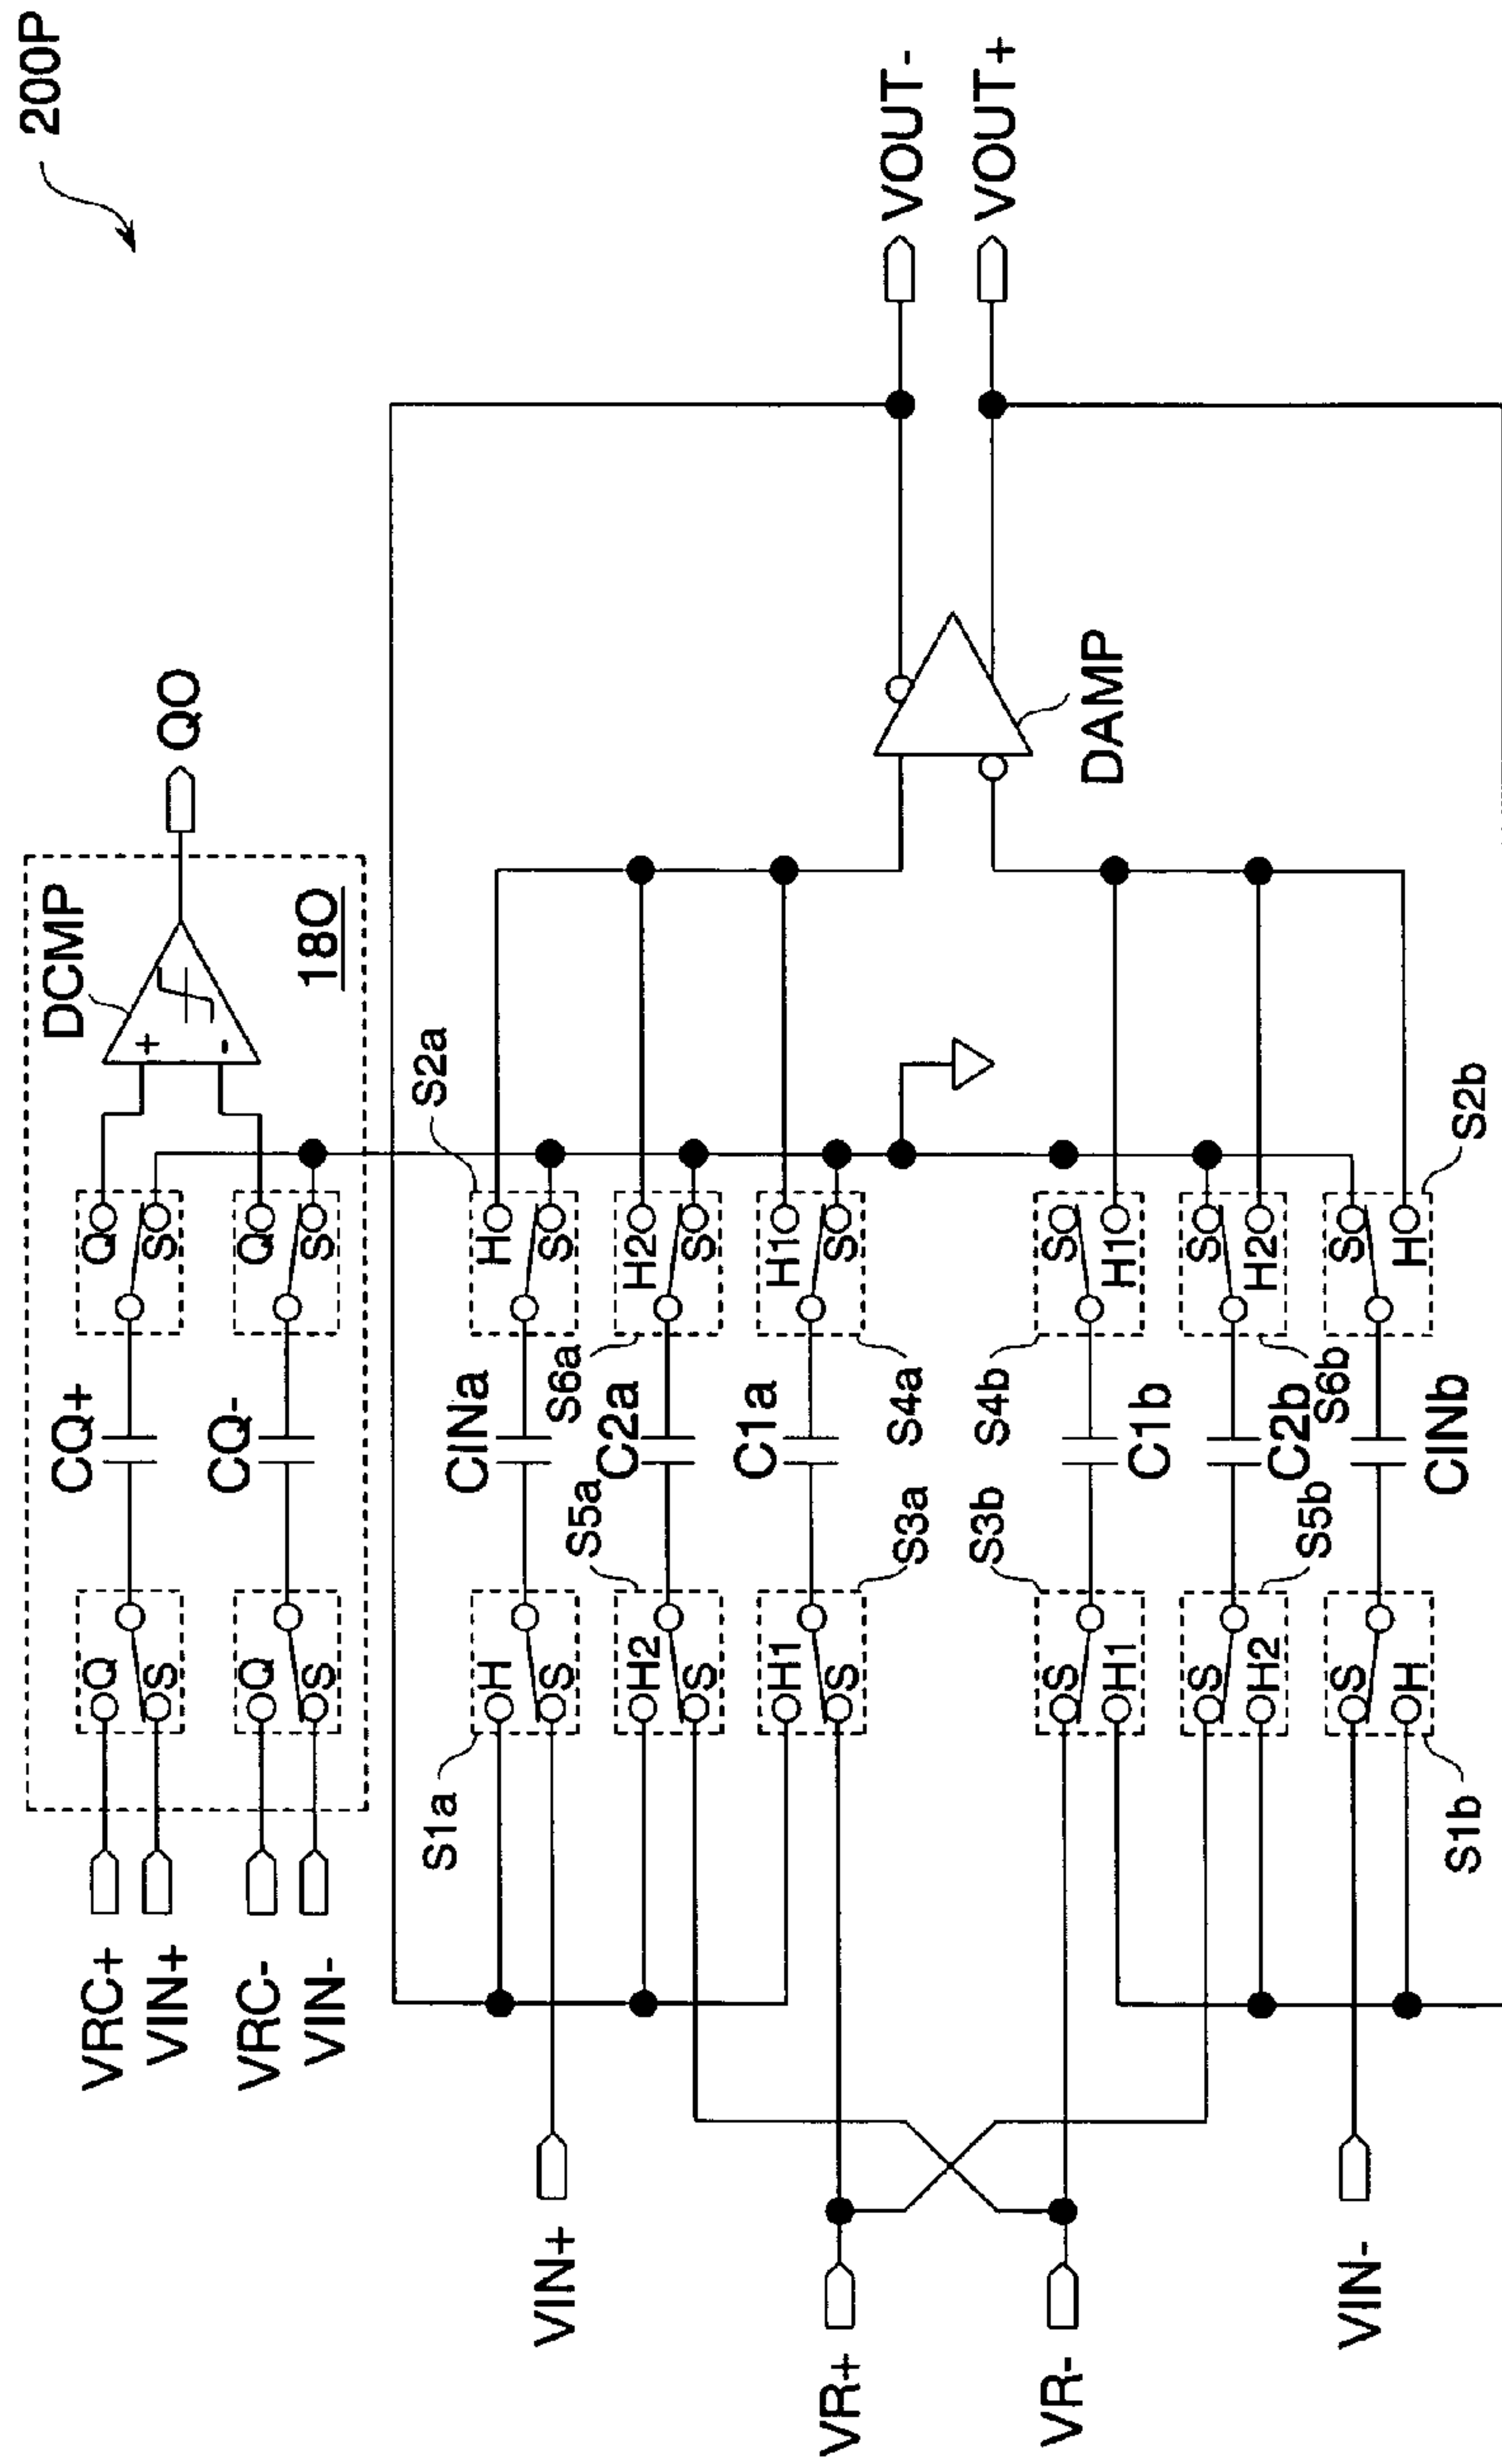 200P
DCMP
QO
180
+
-
Q
S
Q
S
CQ+
CQ-
Q
S
Q
S
VRC+
VIN+
VRC-
VIN-
S2a
H
S
H2
S
H1
S
S
H1
S
H2
S
H
S2b
S6a
S4a
S4b
S6b
CINa
C2a
C1a
C1b
C2b
CINb
S5a
S3a
S3b
S5b
H
S
H2
S
H1
S
S
H1
S
H2
S
H
S1a
S1b
VIN+
VR+
VR-
VIN-
DAMP
VOUT-
VOUT+